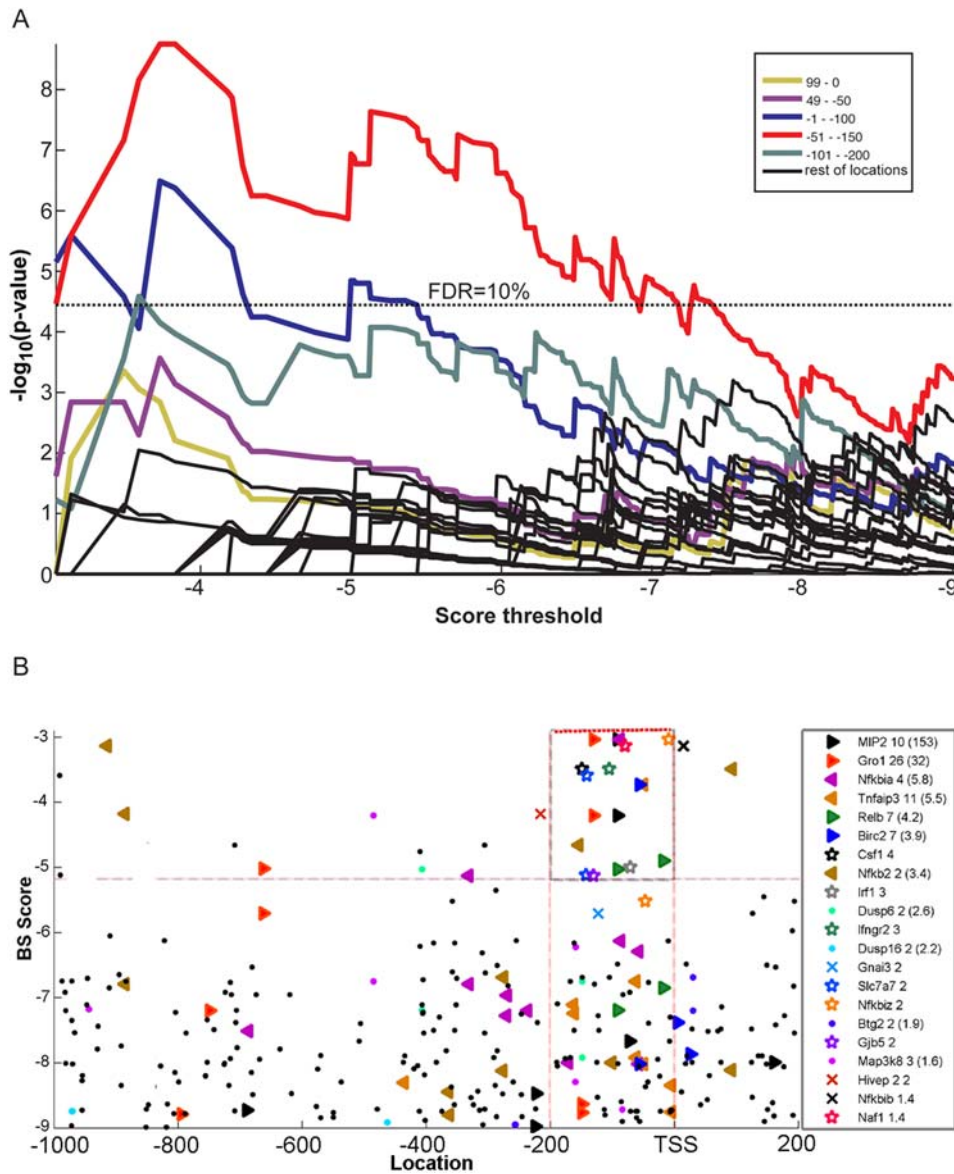 A
-log10(p-value)
8
7
6
5
4
3
2
1
0
99 - 0
49 - -50
-1 - -100
-51 - -150
-101 - -200
rest of locations
FDR=10%
-4 -5 -6 -7 -8 -9
Score threshold
B
BS Score
-3
-4
-5
-6
-7
-8
-9
-1000 -800 -600 -400 -200 TSS 200
Location
MIP2 10 (153)
Gro1 26 (32)
Nfkbia 4 (5.8)
Tnfaip3 11 (5.5)
Relb 7 (4.2)
Birc2 7 (3.9)
Csf1 4
Nfkb2 2 (3.4)
Irf1 3
Dusp6 2 (2.6)
Ifngr2 3
Dusp16 2 (2.2)
Gnai3 2
Slc7a7 2
Nfkbiz 2
Btg2 2 (1.9)
Gjb5 2
Map3k8 3 (1.6)
Hivep 2 2
Nfkbib 1.4
Naf1 1.4